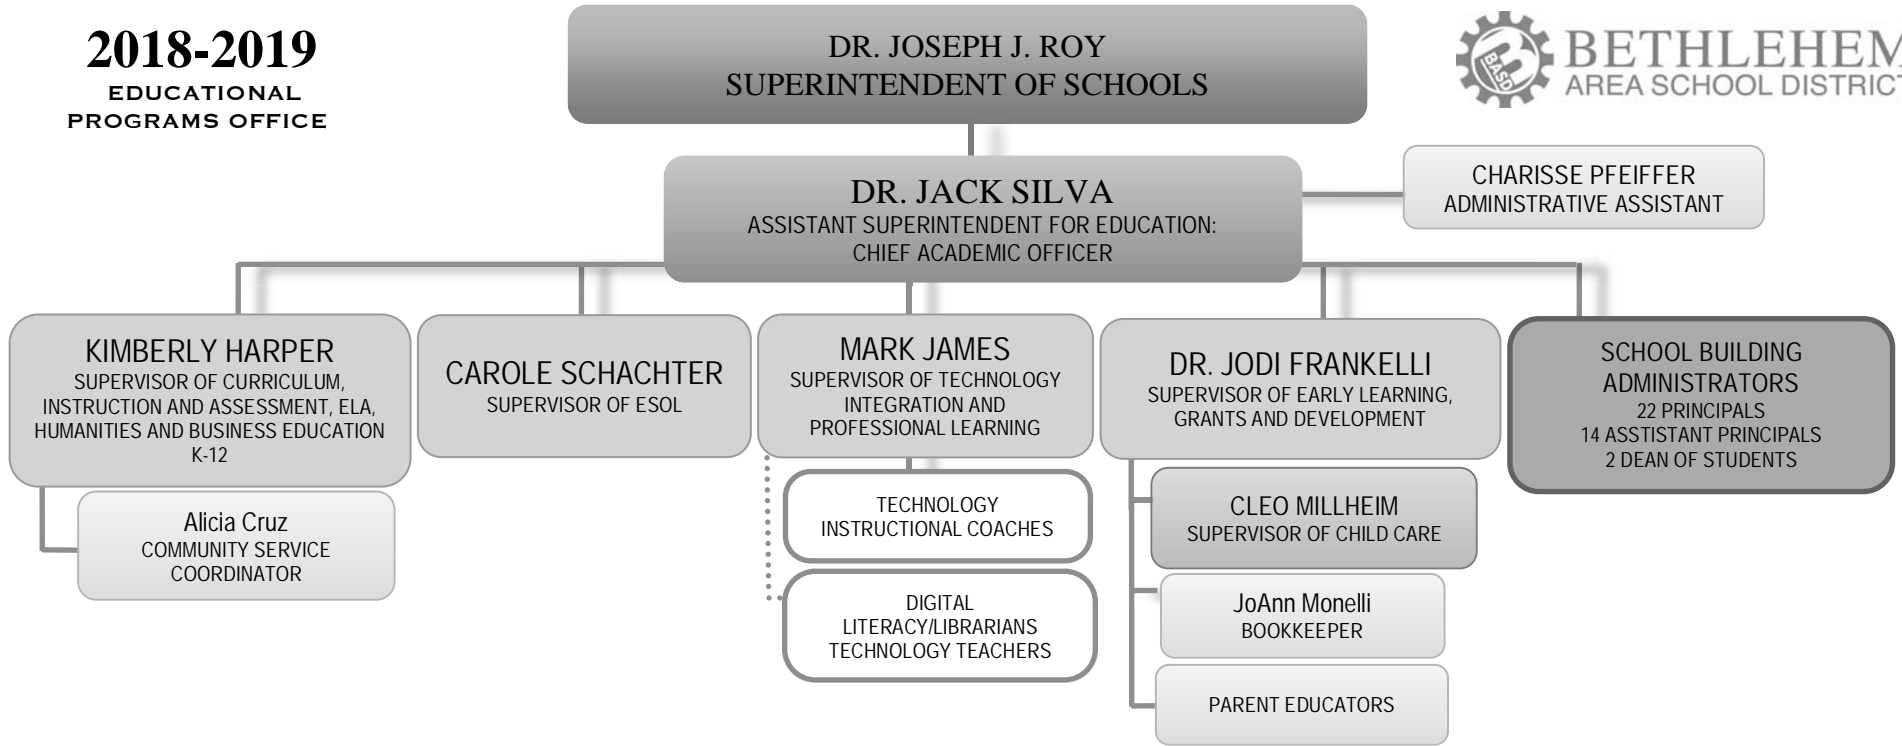 2018-2019
EDUCATIONAL
PROGRAMS OFFICE
DR. JOSEPH J. ROY
SUPERINTENDENT OF SCHOOLS
BASD
BETHLEHEM
AREA SCHOOL DISTRICT
DR. JACK SILVA
ASSISTANT SUPERINTENDENT FOR EDUCATION:
CHIEF ACADEMIC OFFICER
CHARISSE PFEIFFER
ADMINISTRATIVE ASSISTANT
KIMBERLY HARPER
SUPERVISOR OF CURRICULUM,
INSTRUCTION AND ASSESSMENT, ELA,
HUMANITIES AND BUSINESS EDUCATION
K-12
Alicia Cruz
COMMUNITY SERVICE
COORDINATOR
CAROLE SCHACHTER
SUPERVISOR OF ESOL
MARK JAMES
SUPERVISOR OF TECHNOLOGY
INTEGRATION AND
PROFESSIONAL LEARNING
TECHNOLOGY
INSTRUCTIONAL COACHES
DIGITAL
LITERACY/LIBRARIANS
TECHNOLOGY TEACHERS
DR. JODI FRANKELLI
SUPERVISOR OF EARLY LEARNING,
GRANTS AND DEVELOPMENT
CLEO MILLHEIM
SUPERVISOR OF CHILD CARE
JoAnn Monelli
BOOKKEEPER
PARENT EDUCATORS
SCHOOL BUILDING
ADMINISTRATORS
22 PRINCIPALS
14 ASSTISTANT PRINCIPALS
2 DEAN OF STUDENTS